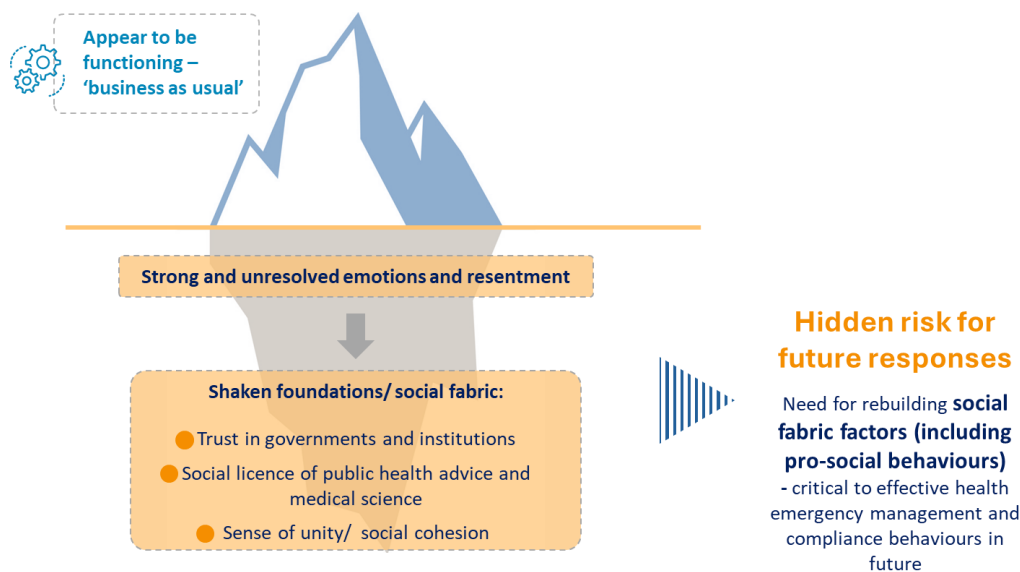 Appear to be
functioning –
‘business as usual’
Strong and unresolved emotions and resentment
Shaken foundations/ social fabric:
Trust in governments and institutions
Social licence of public health advice and
medical science
Sense of unity/ social cohesion
Hidden risk for
future responses
Need for rebuilding social
fabric factors (including
pro-social behaviours)
- critical to effective health
emergency management and
compliance behaviours in
future